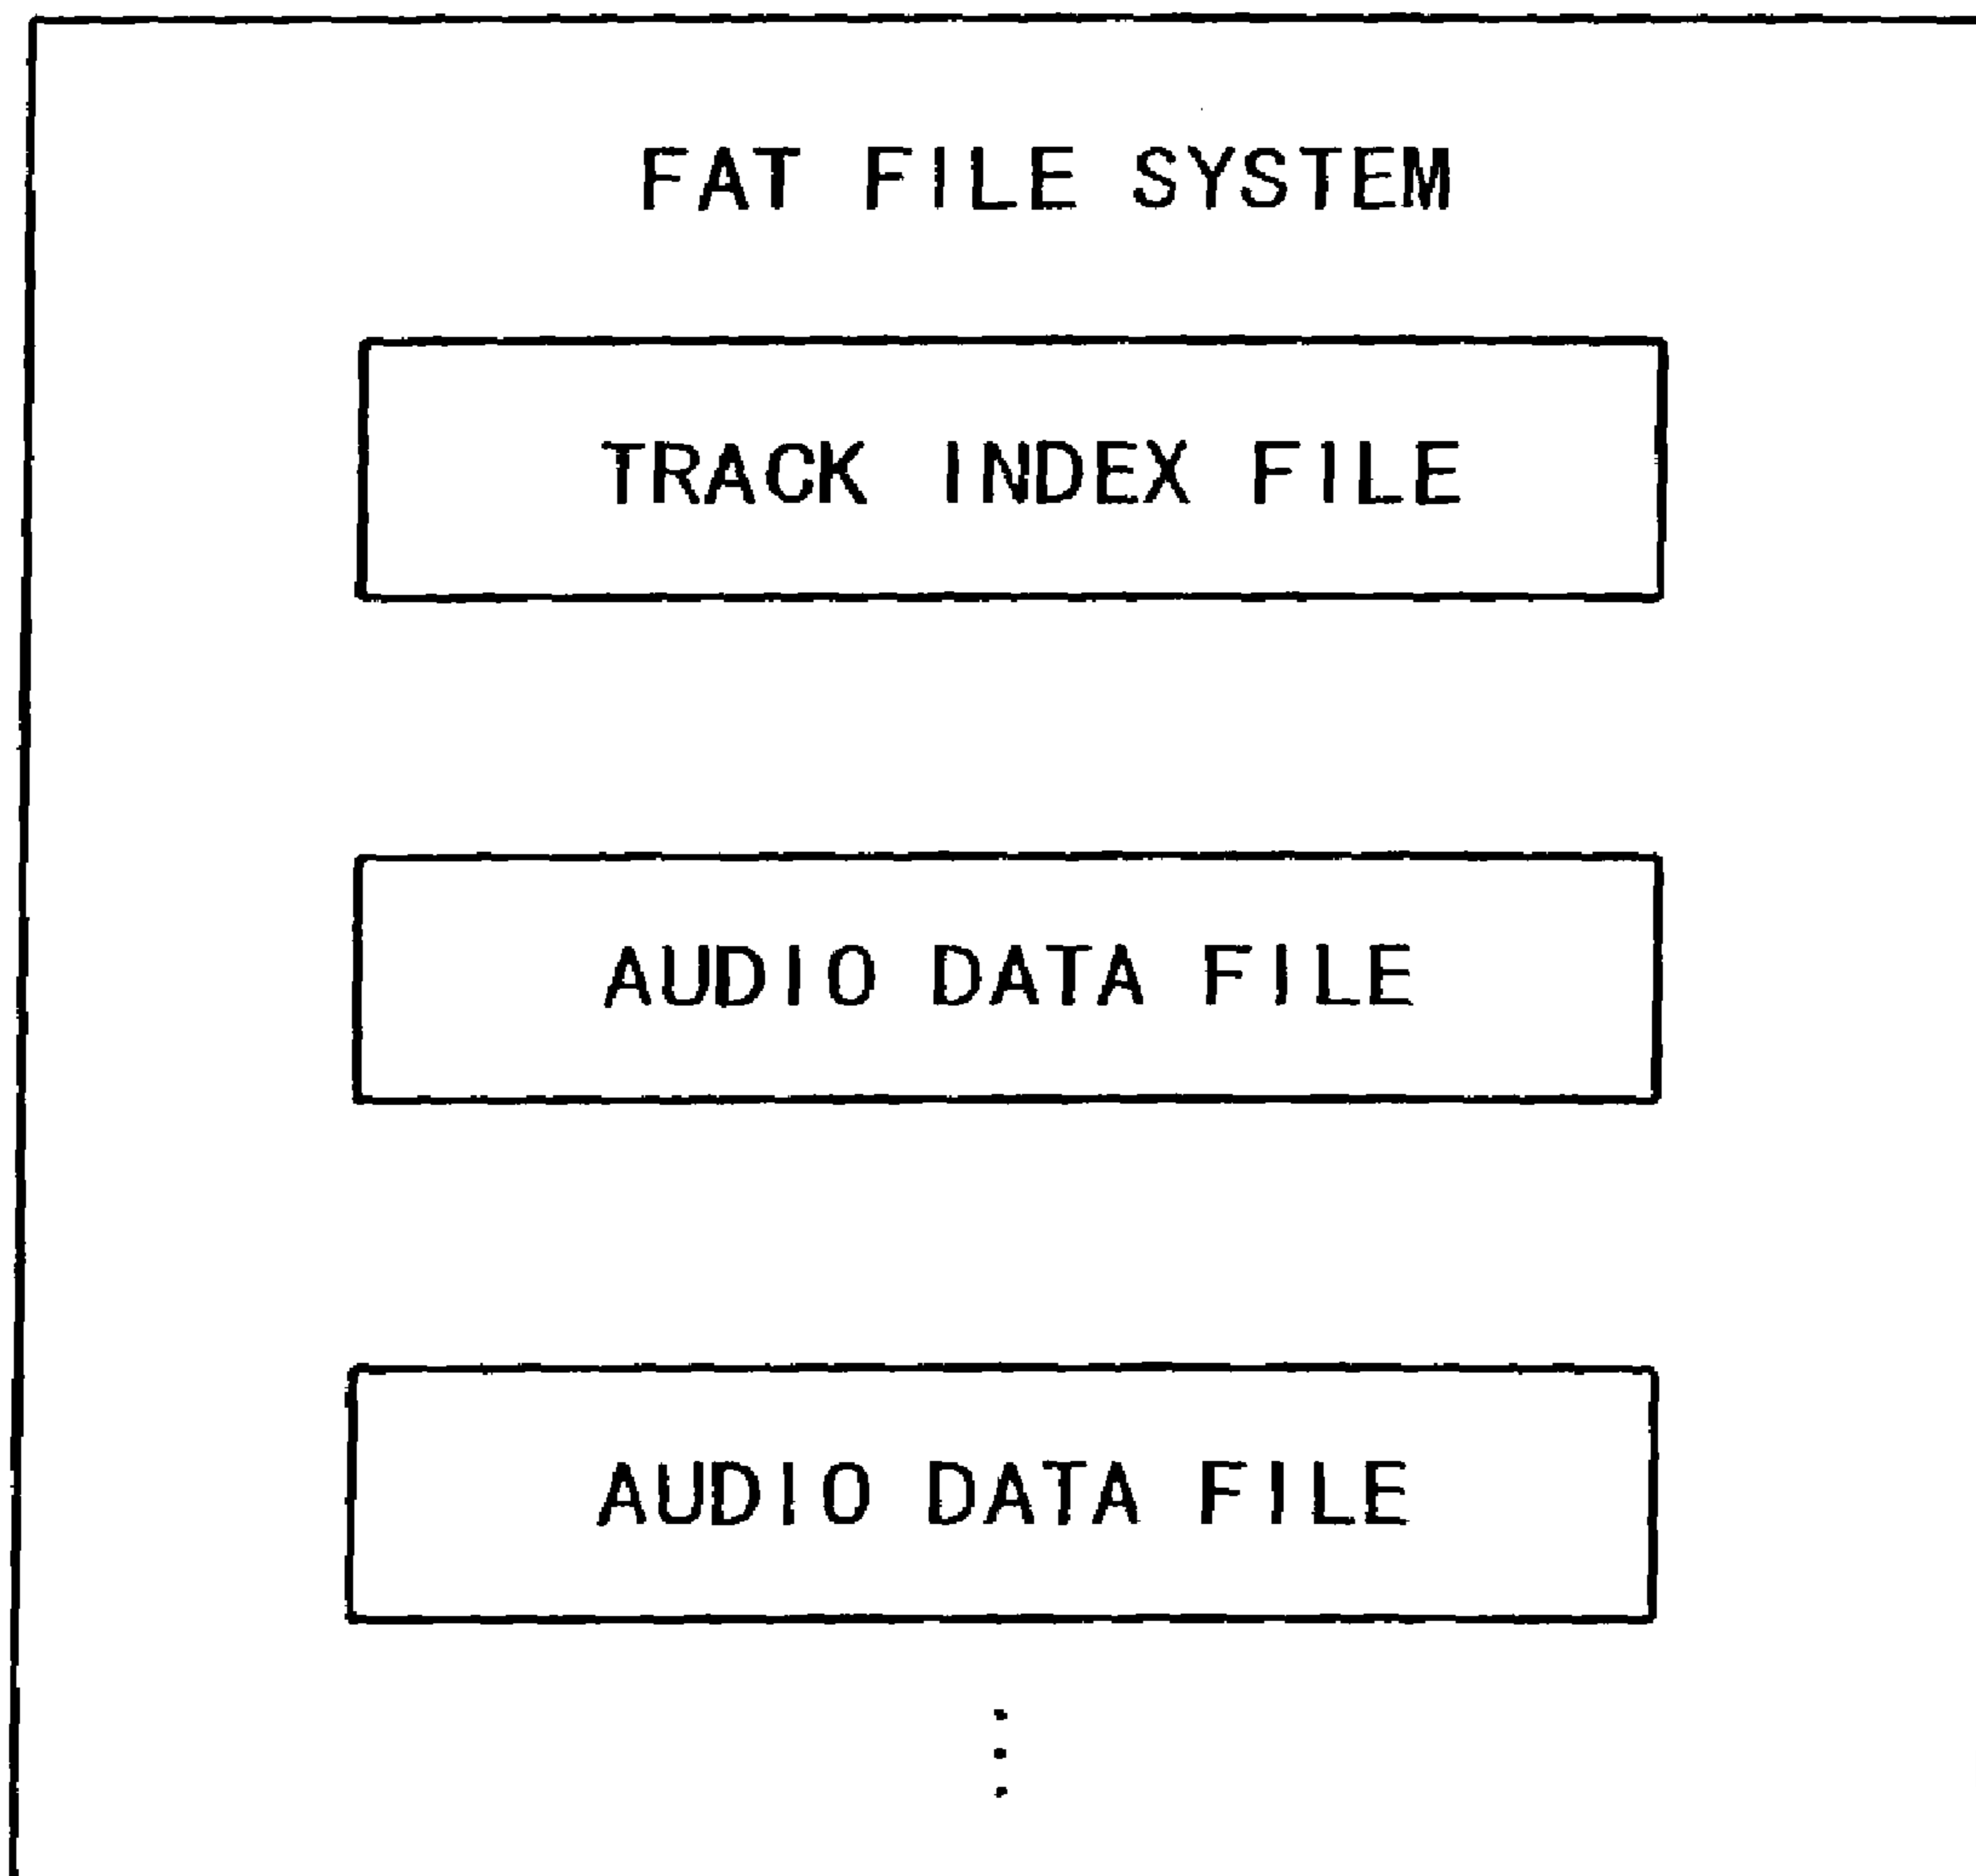 FAT FILE SYSTEM
TRACK INDEX FILE
AUDIO DATA FILE
AUDIO DATA FILE